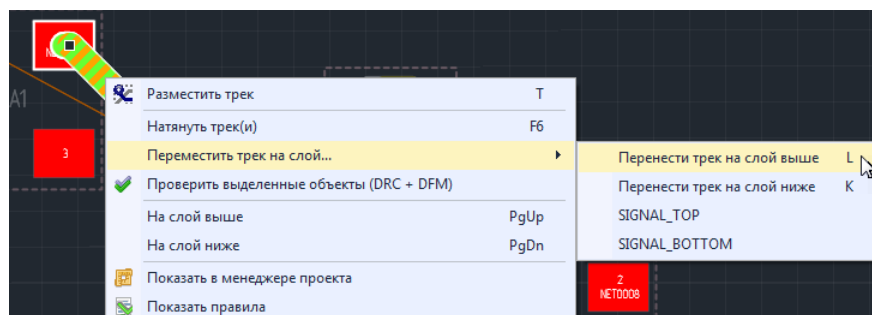 A1
3
Разместить трек T
Натянуть трек(и) F6
Переместить трек на слой...
Проверить выделенные объекты (DRC + DFM)
На слой выше PgUp
На слой ниже PgDn
Показать в менеджере проекта
Показать правила
Перенести трек на слой выше L
Перенести трек на слой ниже K
SIGNAL_TOP
SIGNAL_BOTTOM
2
NET0008